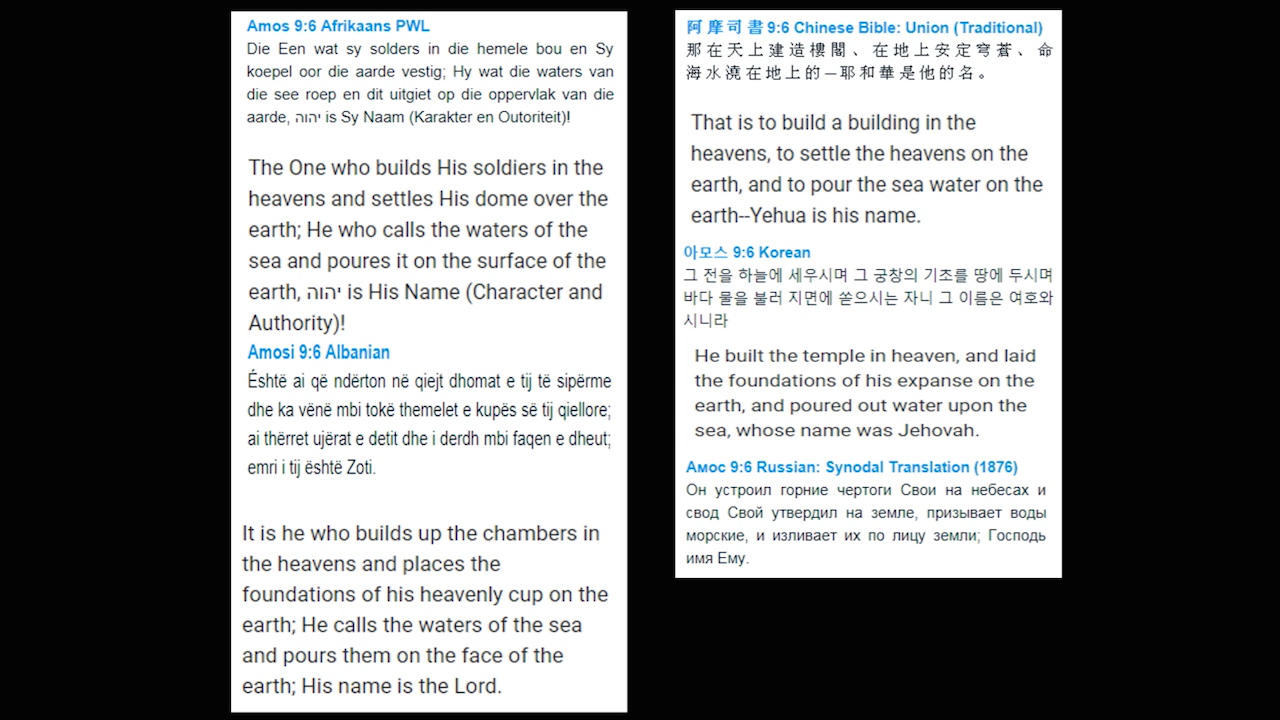 Amos 9:6 Afrikaans PWL
Die Een wat sy solders in die hemele bou en Sy
koepel oor die aarde vestig; Hy wat die waters van
die see roep en dit uitgiet op die oppervlak van die
aarde, יהוה is Sy Naam (Karakter en Outoriteit)!
The One who builds His soldiers in the
heavens and settles His dome over the
earth; He who calls the waters of the
sea and poures it on the surface of the
earth, יהוה is His Name (Character and
Authority)!
Amosi 9:6 Albanian
Éshtë ai që ndërton në qiejt dhomat e tij të sipërme
dhe ka vënë mbi tokë themelet e kupës së tij qiellore;
ai thërret ujërat e detit dhe i derdh mbi faqen e dheut;
emri i tij është Zoti.
It is he who builds up the chambers in
the heavens and places the
foundations of his heavenly cup on the
earth; He calls the waters of the sea
and pours them on the face of the
earth; His name is the Lord.
阿摩司書 9:6 Chinese Bible: Union (Traditional)
那在天上建造樓閣、在地上安定穹蒼、命
海水澆在地上的─耶和華是他的名。
That is to build a building in the
heavens, to settle the heavens on the
earth, and to pour the sea water on the
earth--Yehua is his name.
아모스 9:6 Korean
그 전을 하늘에 세우시며 그 궁창의 기초를 땅에 두시며
바다 물을 불러 지면에 쏟으시는 자니 그 이름은 여호와
시니라
He built the temple in heaven, and laid
the foundations of his expanse on the
earth, and poured out water upon the
sea, whose name was Jehovah.
Амос 9:6 Russian: Synodal Translation (1876)
Он устроил горние чертоги Свои на небесах и
свод Свой утвердил на земле, призывает воды
морские, и изливает их по лицу земли; Господь
имя Ему.